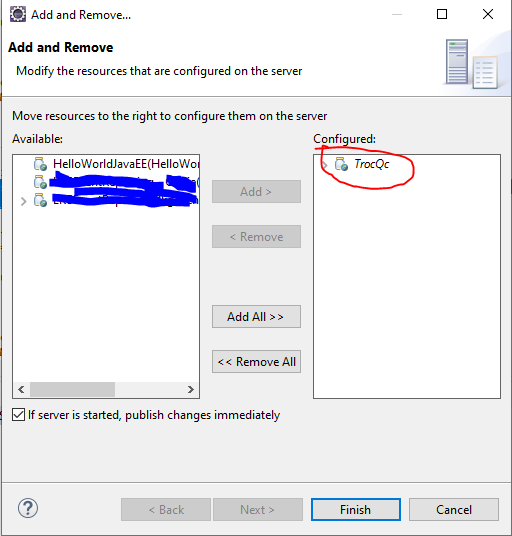 Add and Remove...
Add and Remove
Modify the resources that are configured on the server
Move resources to the right to configure them on the server
Available:
Configured:
HelloWorldJavaEE(HelloWor
TrocQc
Add >
< Remove
Add All >>
<< Remove All
If server is started, publish changes immediately
?
< Back
Next >
Finish
Cancel